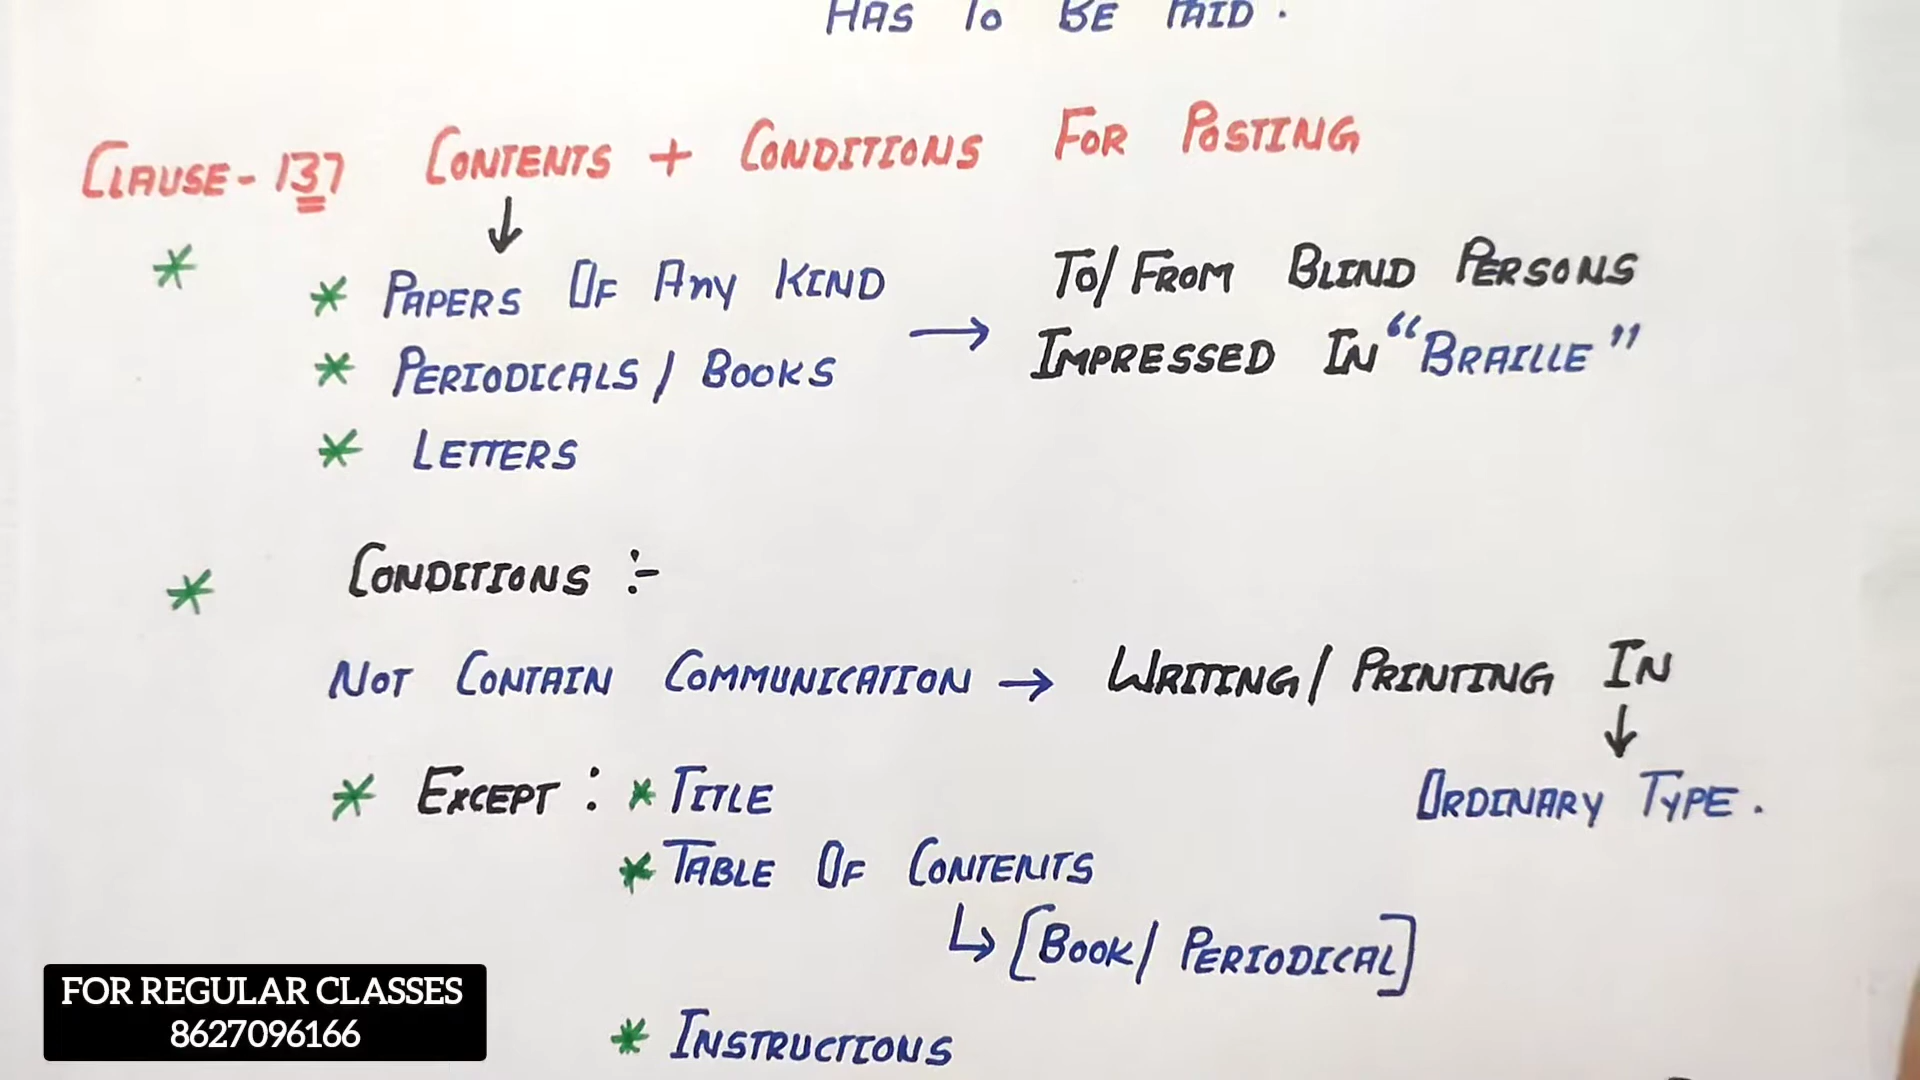 HAS TO BE PAID.
CLAUSE-137 CONTENTS + CONDITIONS FOR POSTING
* * PAPERS OF ANY KIND → TO/FROM BLIND PERSONS
IMPRESSED IN "BRAILLE"
* PERIODICALS/BOOKS
* LETTERS
* CONDITIONS :-
NOT CONTAIN COMMUNICATION → WRITING/PRINTING IN
ORDINARY TYPE.
* EXCEPT : * TITLE
* TABLE OF CONTENTS
↳ [BOOK/ PERIODICAL]
* INSTRUCTIONS
FOR REGULAR CLASSES
8627096166